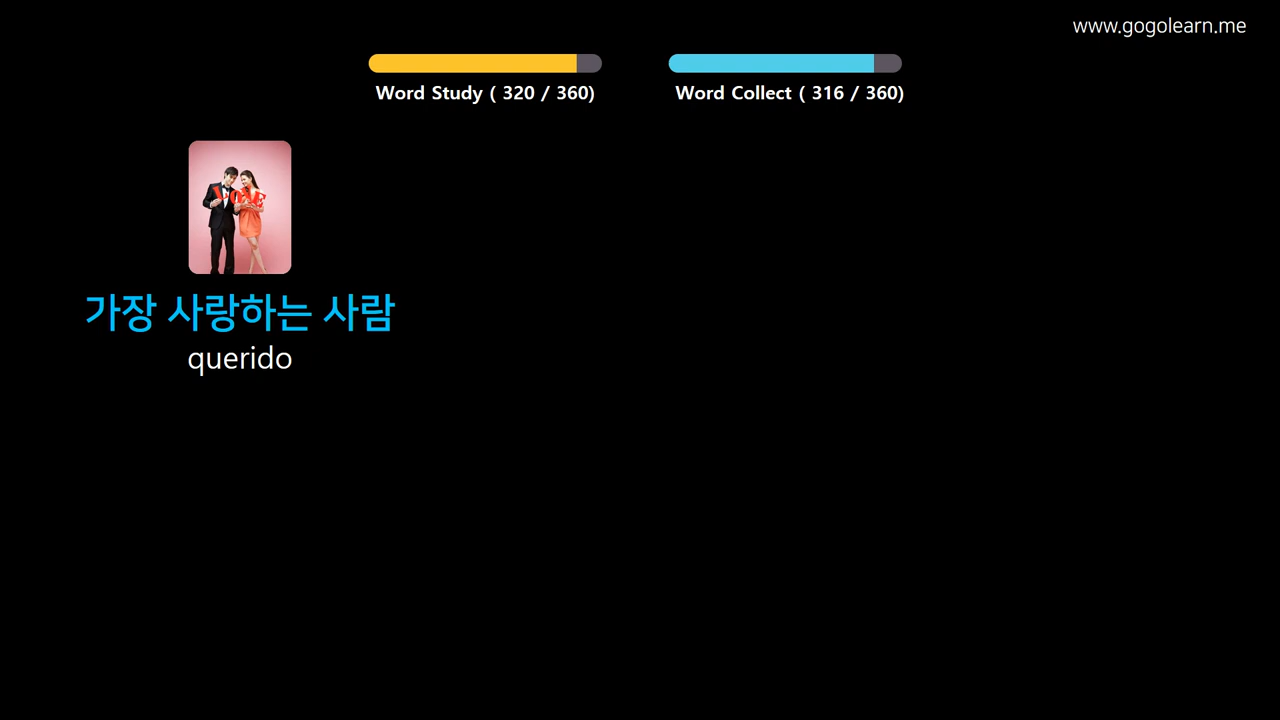 www.gogolearn.me
Word Study ( 320 / 360)
Word Collect ( 316 / 360)
가장 사랑하는 사람
querido